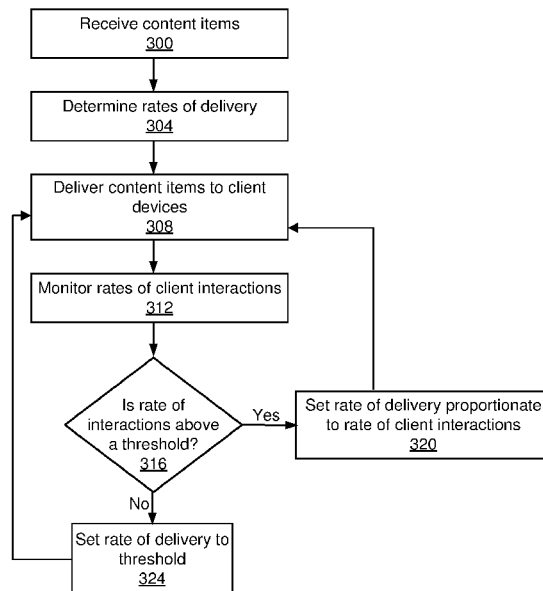 Receive content items
300
Determine rates of delivery
304
Deliver content items to client
devices
308
Monitor rates of client interactions
312
Is rate of
interactions above
a threshold?
316
Yes
Set rate of delivery proportionate
to rate of client interactions
320
No
Set rate of delivery to
threshold
324